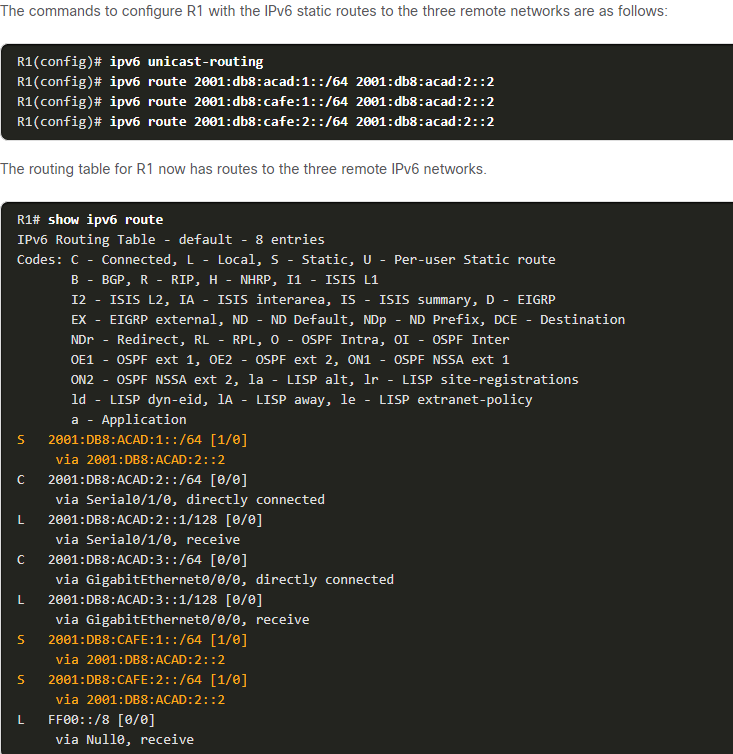 The commands to configure R1 with the IPv6 static routes to the three remote networks are as follows:
R1(config)# ipv6 unicast-routing
R1(config)# ipv6 route 2001:db8:acad:1::/64 2001:db8:acad:2::2
R1(config)# ipv6 route 2001:db8:cafe:1::/64 2001:db8:acad:2::2
R1(config)# ipv6 route 2001:db8:cafe:2::/64 2001:db8:acad:2::2
The routing table for R1 now has routes to the three remote IPv6 networks.
R1# show ipv6 route
IPv6 Routing Table - default - 8 entries
Codes: C - Connected, L - Local, S - Static, U - Per-user Static route
B - BGP, R - RIP, H - NHRP, I1 - ISIS L1
I2 - ISIS L2, IA - ISIS interarea, IS - ISIS summary, D - EIGRP
EX - EIGRP external, ND - ND Default, NDp - ND Prefix, DCE - Destination
NDr - Redirect, RL - RPL, O - OSPF Intra, OI - OSPF Inter
OE1 - OSPF ext 1, OE2 - OSPF ext 2, ON1 - OSPF NSSA ext 1
ON2 - OSPF NSSA ext 2, la - LISP alt, lr - LISP site-registrations
ld - LISP dyn-eid, lA - LISP away, le - LISP extranet-policy
a - Application
S 2001:DB8:ACAD:1::/64 [1/0]
via 2001:DB8:ACAD:2::2
C 2001:DB8:ACAD:2::/64 [0/0]
via Serial0/1/0, directly connected
L 2001:DB8:ACAD:2::1/128 [0/0]
via Serial0/1/0, receive
C 2001:DB8:ACAD:3::/64 [0/0]
via GigabitEthernet0/0/0, directly connected
L 2001:DB8:ACAD:3::1/128 [0/0]
via GigabitEthernet0/0/0, receive
S 2001:DB8:CAFE:1::/64 [1/0]
via 2001:DB8:ACAD:2::2
S 2001:DB8:CAFE:2::/64 [1/0]
via 2001:DB8:ACAD:2::2
L FF00::/8 [0/0]
via Null0, receive